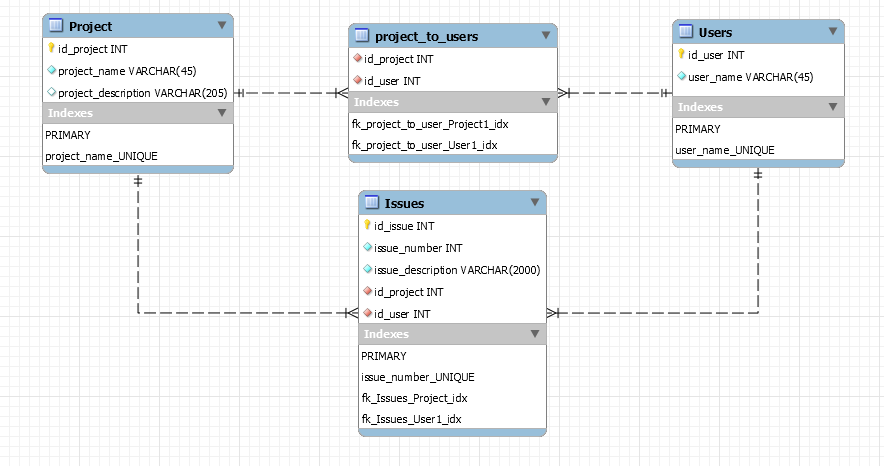 Project
id_project INT
project_name VARCHAR(45)
project_description VARCHAR(205)
Indexes
PRIMARY
project_name_UNIQUE
project_to_users
id_project INT
id_user INT
Indexes
fk_project_to_user_Project1_idx
fk_project_to_user_User1_idx
Users
id_user INT
user_name VARCHAR(45)
Indexes
PRIMARY
user_name_UNIQUE
Issues
id_issue INT
issue_number INT
issue_description VARCHAR(2000)
id_project INT
id_user INT
Indexes
PRIMARY
issue_number_UNIQUE
fk_Issues_Project_idx
fk_Issues_User1_idx